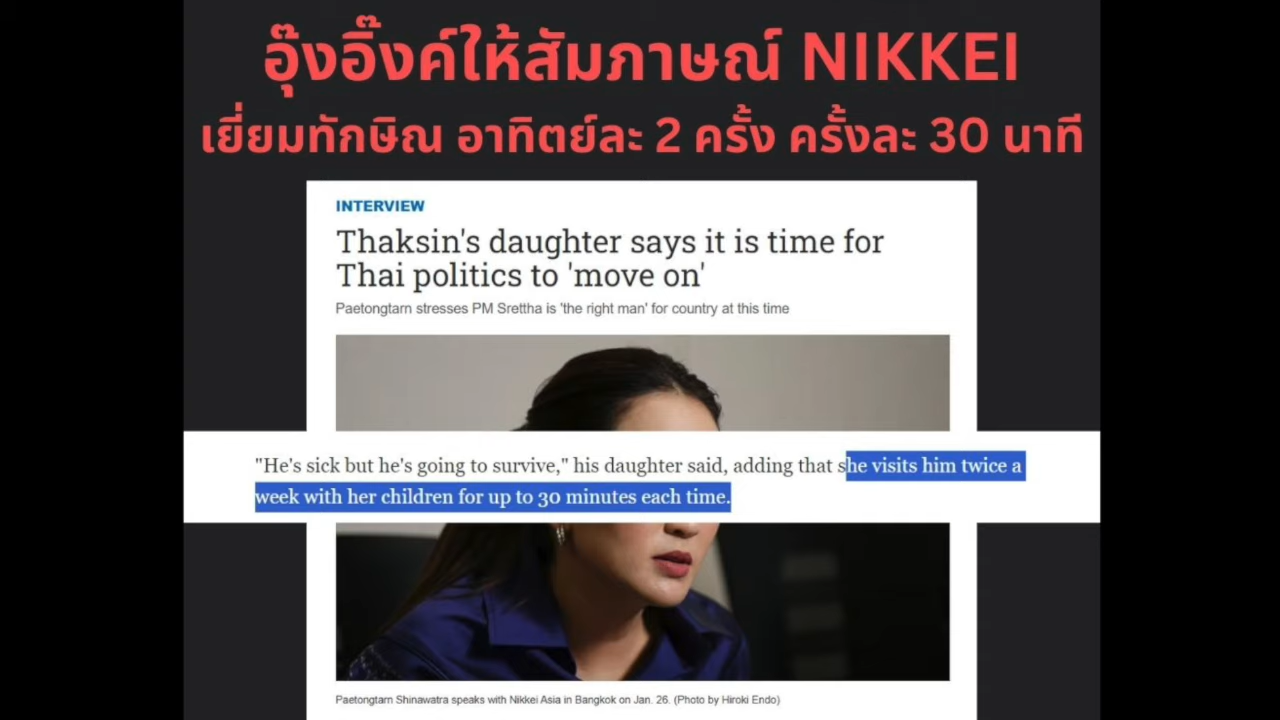 อุ๊งอิ๊งค์ให้สัมภาษณ์ NIKKEI
เยี่ยมทักษิณ อาทิตย์ละ 2 ครั้ง ครั้งละ 30 นาที
INTERVIEW
Thaksin's daughter says it is time for
Thai politics to 'move on'
Paetongtarn stresses PM Srettha is 'the right man' for country at this time
"He's sick but he's going to survive," his daughter said, adding that she visits him twice a
week with her children for up to 30 minutes each time.
Paetongtarn Shinawatra speaks with Nikkei Asia in Bangkok on Jan. 26. (Photo by Hiroki Endo)